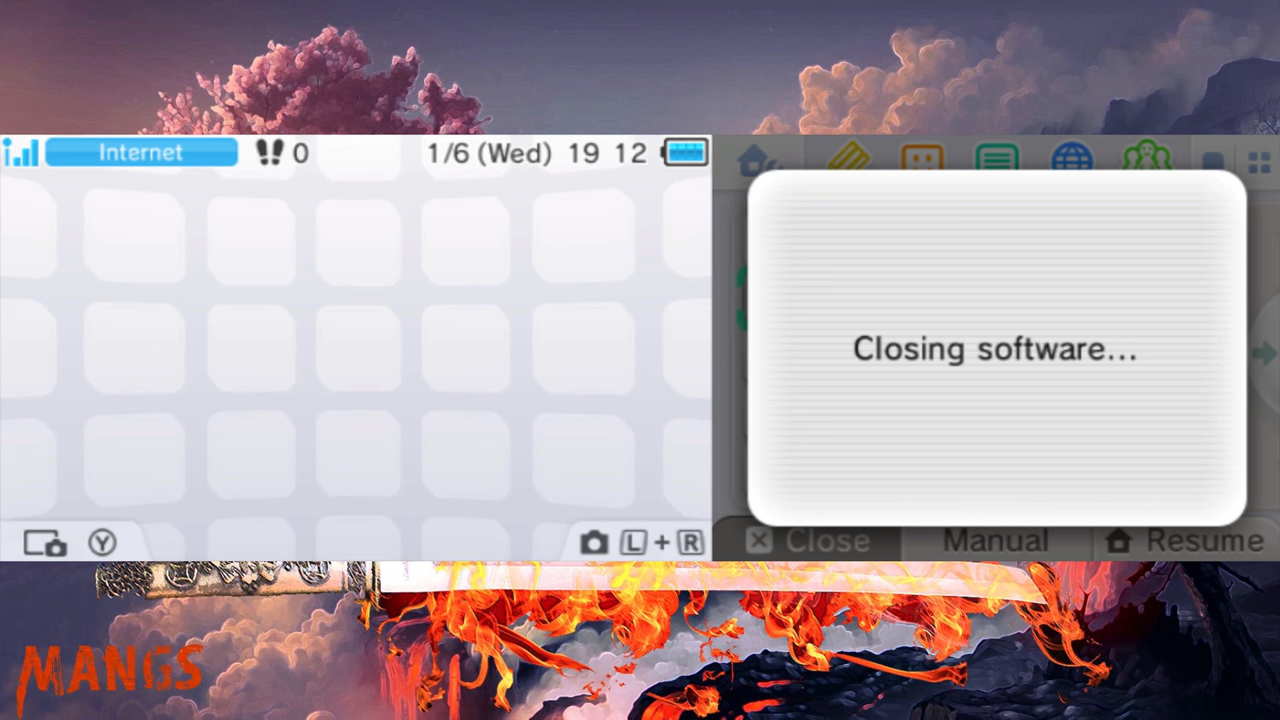 Internet 0 1/6 (Wed) 19 12
Closing software...
Y L + R
Close Manual Resume
MANGS